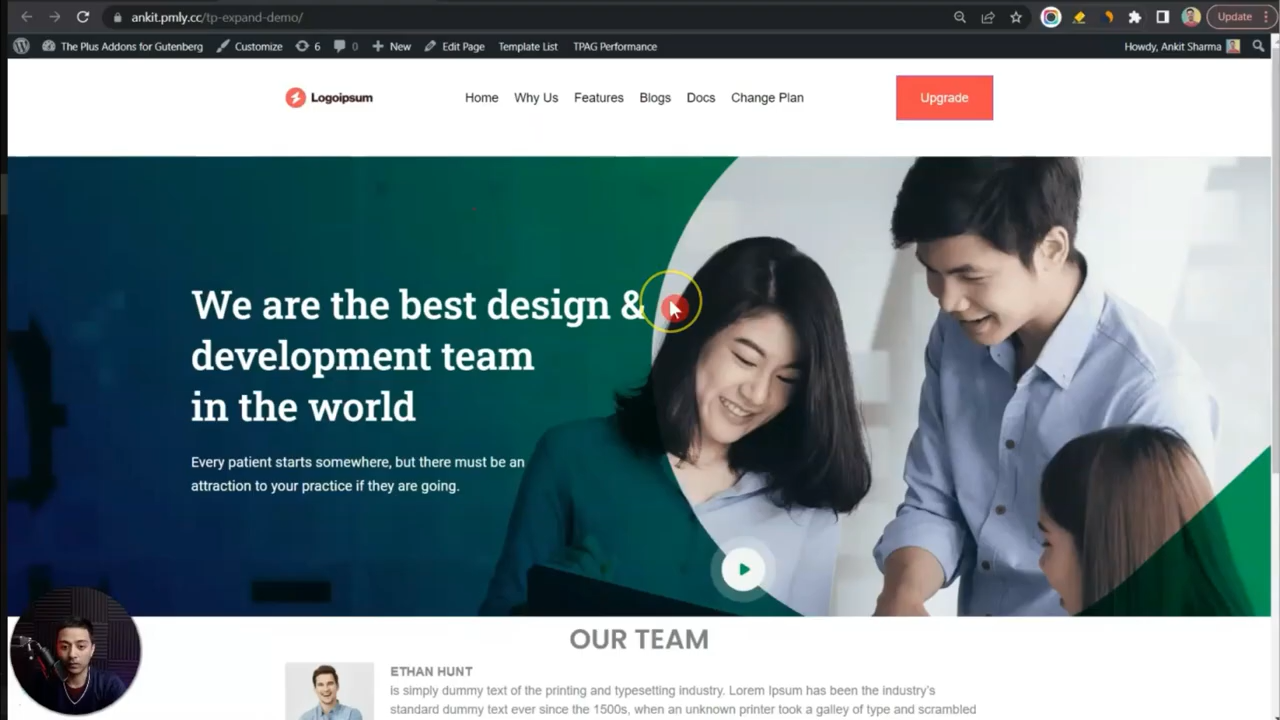 ankit.pmly.cc/tp-expand-demo/
Update
The Plus Addons for Gutenberg Customize 6 0 New Edit Page Template List TPAG Performance Howdy, Ankit Sharma
Logoipsum Home Why Us Features Blogs Docs Change Plan Upgrade
We are the best design &
development team
in the world
Every patient starts somewhere, but there must be an
attraction to your practice if they are going.
OUR TEAM
ETHAN HUNT
is simply dummy text of the printing and typesetting industry. Lorem Ipsum has been the industry's
standard dummy text ever since the 1500s, when an unknown printer took a galley of type and scrambled